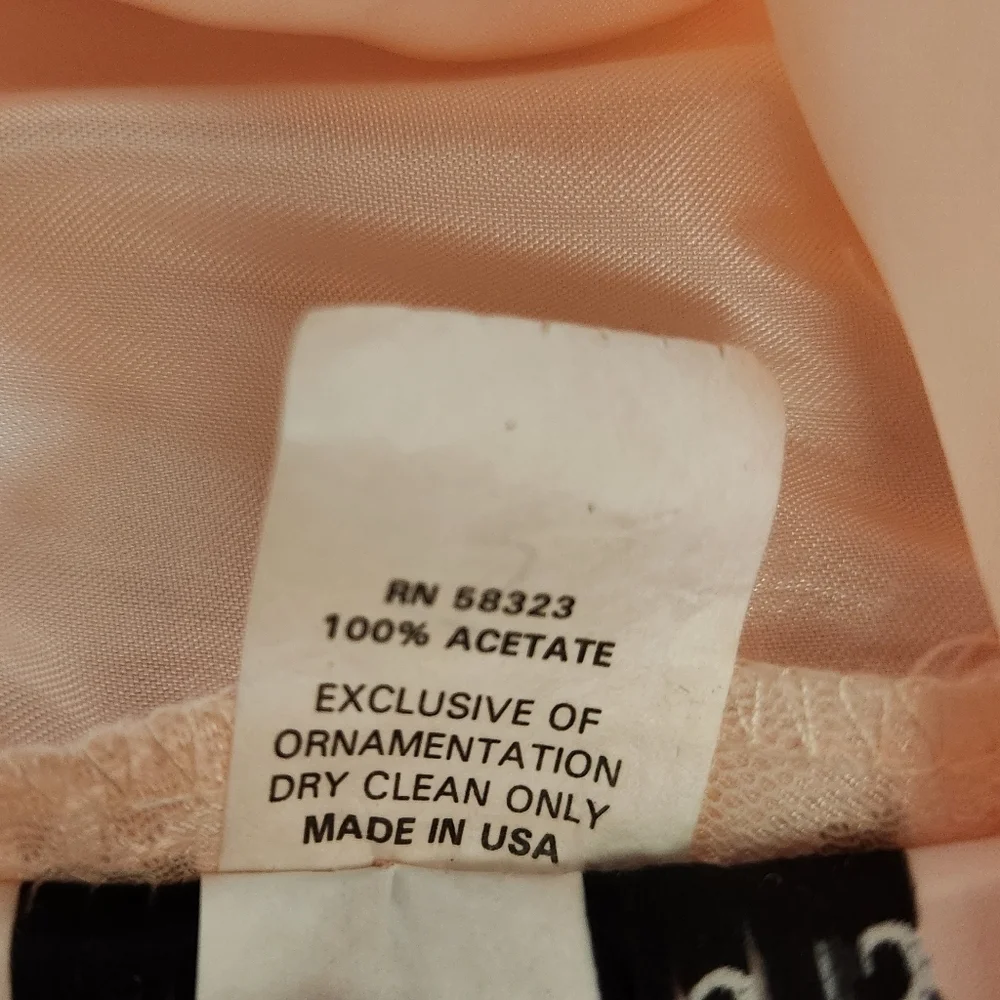 RN 58323
100% ACETATE
EXCLUSIVE OF
ORNAMENTATION
DRY CLEAN ONLY
MADE IN USA